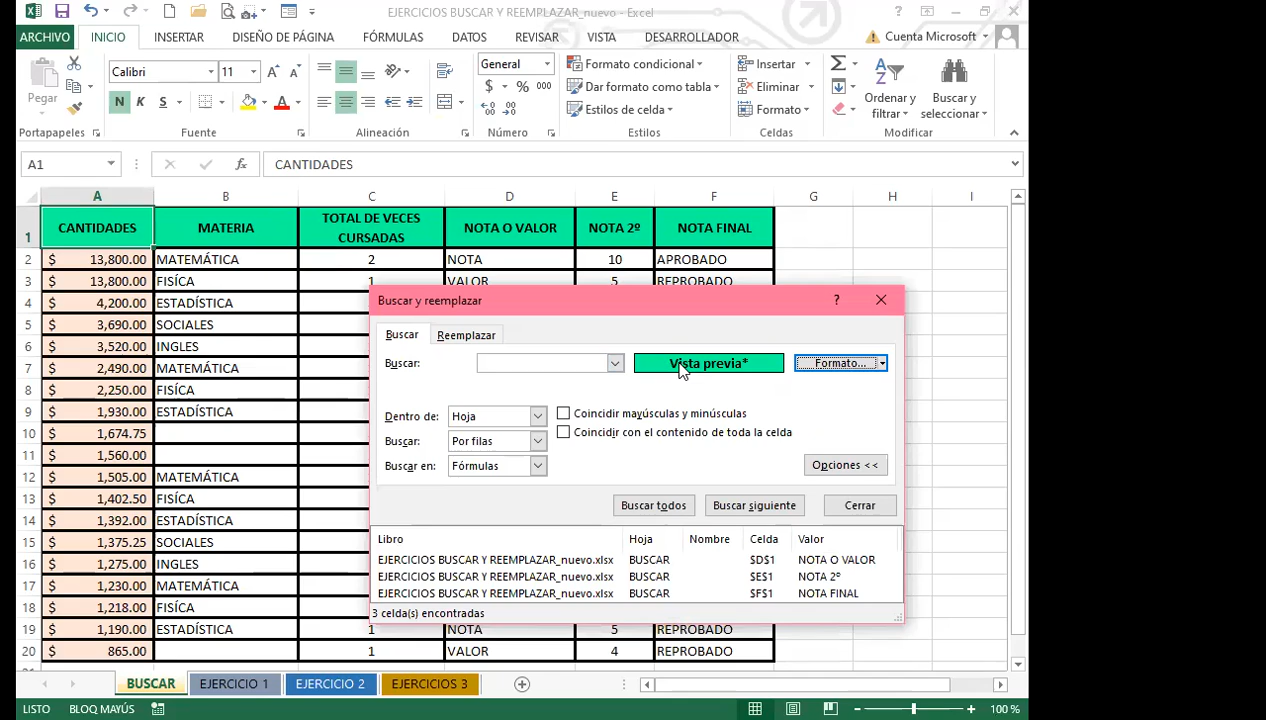 EJERCICIOS BUSCAR Y REEMPLAZAR_nuevo - Excel
ARCHIVO INICIO INSERTAR DISEÑO DE PÁGINA FÓRMULAS DATOS REVISAR VISTA DESARROLLADOR Cuenta Microsoft
Calibri 11 General Formato condicional Insertar
Pegar N K S $ % 000 Dar formato como tabla Eliminar Ordenar y filtrar Buscar y seleccionar
Estilos de celda Formato
Portapapeles Fuente Alineación Número Estilos Celdas Modificar
A1 fx CANTIDADES
A B C D E F G H I
1 CANTIDADES MATERIA TOTAL DE VECES CURSADAS NOTA O VALOR NOTA 2º NOTA FINAL
2 $ 13,800.00 MATEMÁTICA 2 NOTA 10 APROBADO
3 $ 13,800.00 FISÍCA 1 VALOR 5 REPROBADO
4 $ 4,200.00 ESTADÍSTICA
5 $ 3,690.00 SOCIALES
6 $ 3,520.00 INGLES
7 $ 2,490.00 MATEMÁTICA
8 $ 2,250.00 FISÍCA
9 $ 1,930.00 ESTADÍSTICA
10 $ 1,674.75
11 $ 1,560.00
12 $ 1,505.00 MATEMÁTICA
13 $ 1,402.50 FISÍCA
14 $ 1,392.00 ESTADÍSTICA
15 $ 1,375.25 SOCIALES
16 $ 1,275.00 INGLES
17 $ 1,230.00 MATEMÁTICA
18 $ 1,218.00 FISÍCA
19 $ 1,190.00 ESTADÍSTICA 1 NOTA 5 REPROBADO
20 $ 865.00 1 VALOR 4 REPROBADO
Buscar y reemplazar ?
Buscar Reemplazar
Buscar: Vista previa* Formato...
Dentro de: Hoja Coincidir mayúsculas y minúsculas
Buscar: Por filas Coincidir con el contenido de toda la celda
Buscar en: Fórmulas Opciones <<
Buscar todos Buscar siguiente Cerrar
Libro Hoja Nombre Celda Valor
EJERCICIOS BUSCAR Y REEMPLAZAR_nuevo.xlsx BUSCAR $D$1 NOTA O VALOR
EJERCICIOS BUSCAR Y REEMPLAZAR_nuevo.xlsx BUSCAR $E$1 NOTA 2º
EJERCICIOS BUSCAR Y REEMPLAZAR_nuevo.xlsx BUSCAR $F$1 NOTA FINAL
3 celda(s) encontradas
BUSCAR EJERCICIO 1 EJERCICIO 2 EJERCICIOS 3
LISTO BLOQ MAYÚS 100 %